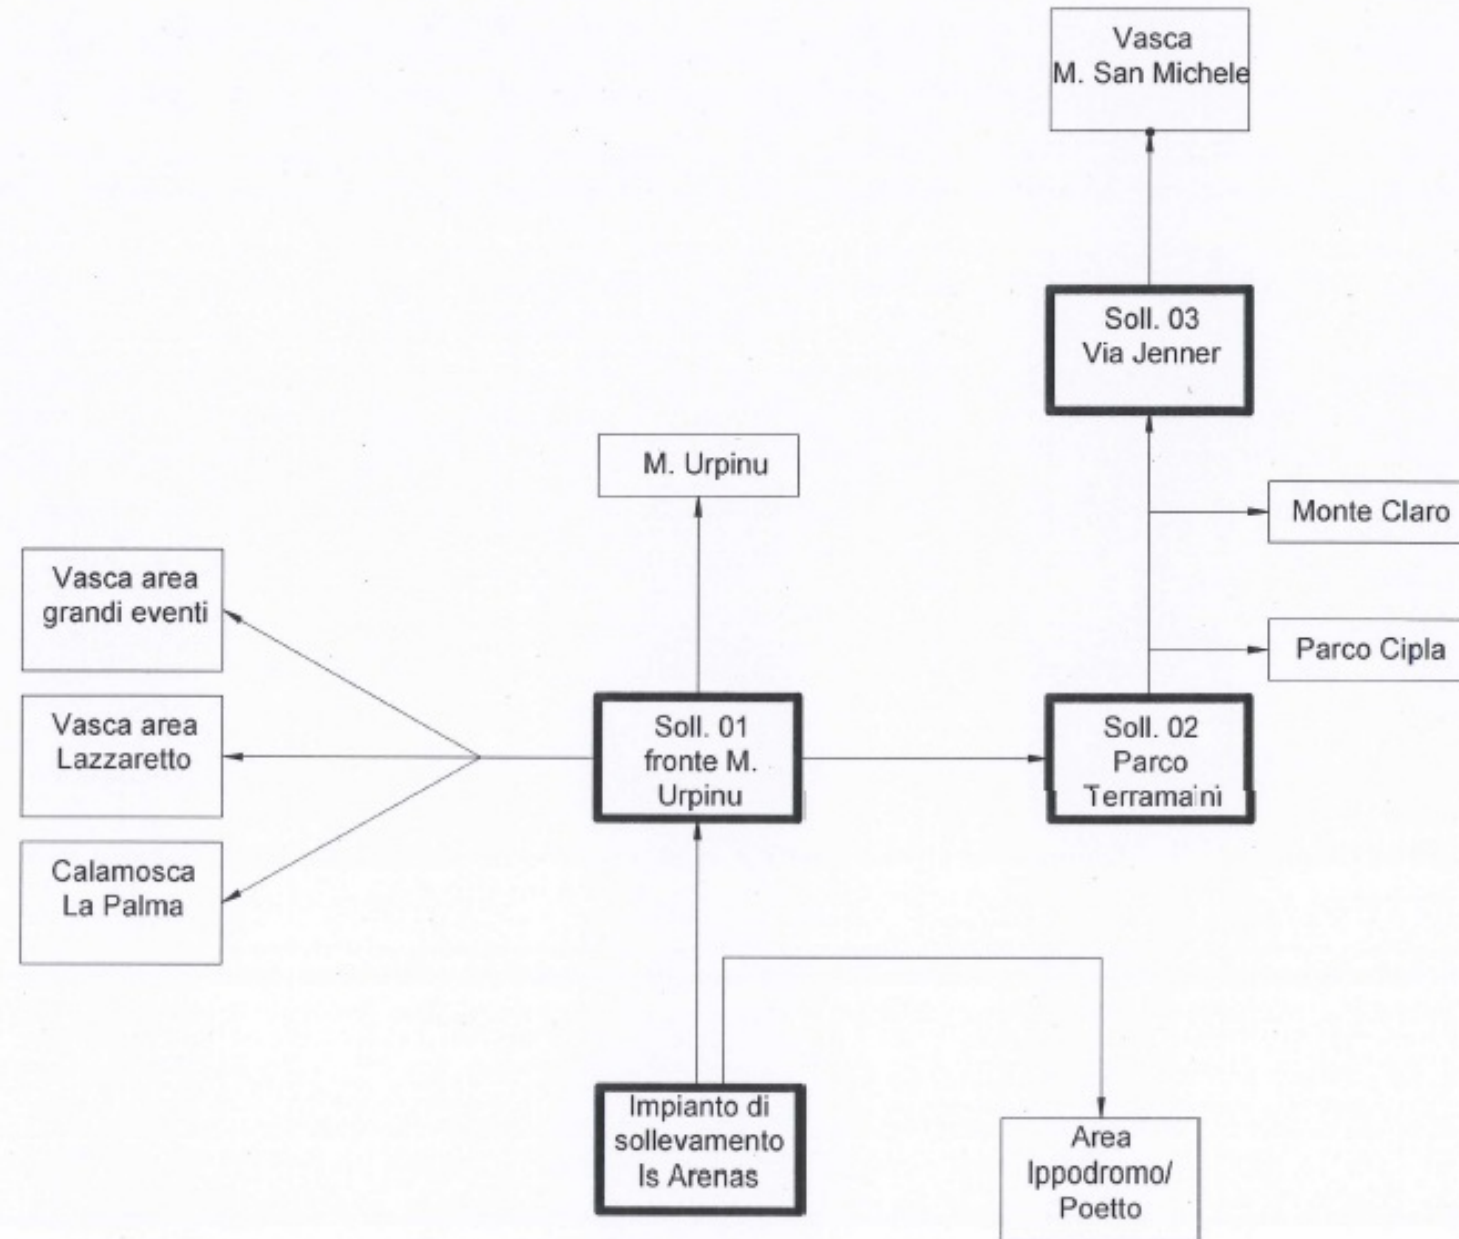 Vasca
M. San Michele
Soll. 03
Via Jenner
M. Urpinu
Monte Claro
Vasca area
grandi eventi
Parco Cipla
Vasca area
Lazzaretto
Soll. 01
fronte M.
Urpinu
Soll. 02
Parco
Terramaini
Calamosca
La Palma
Impianto di
sollevamento
Is Arenas
Area
Ippodromo/
Poetto